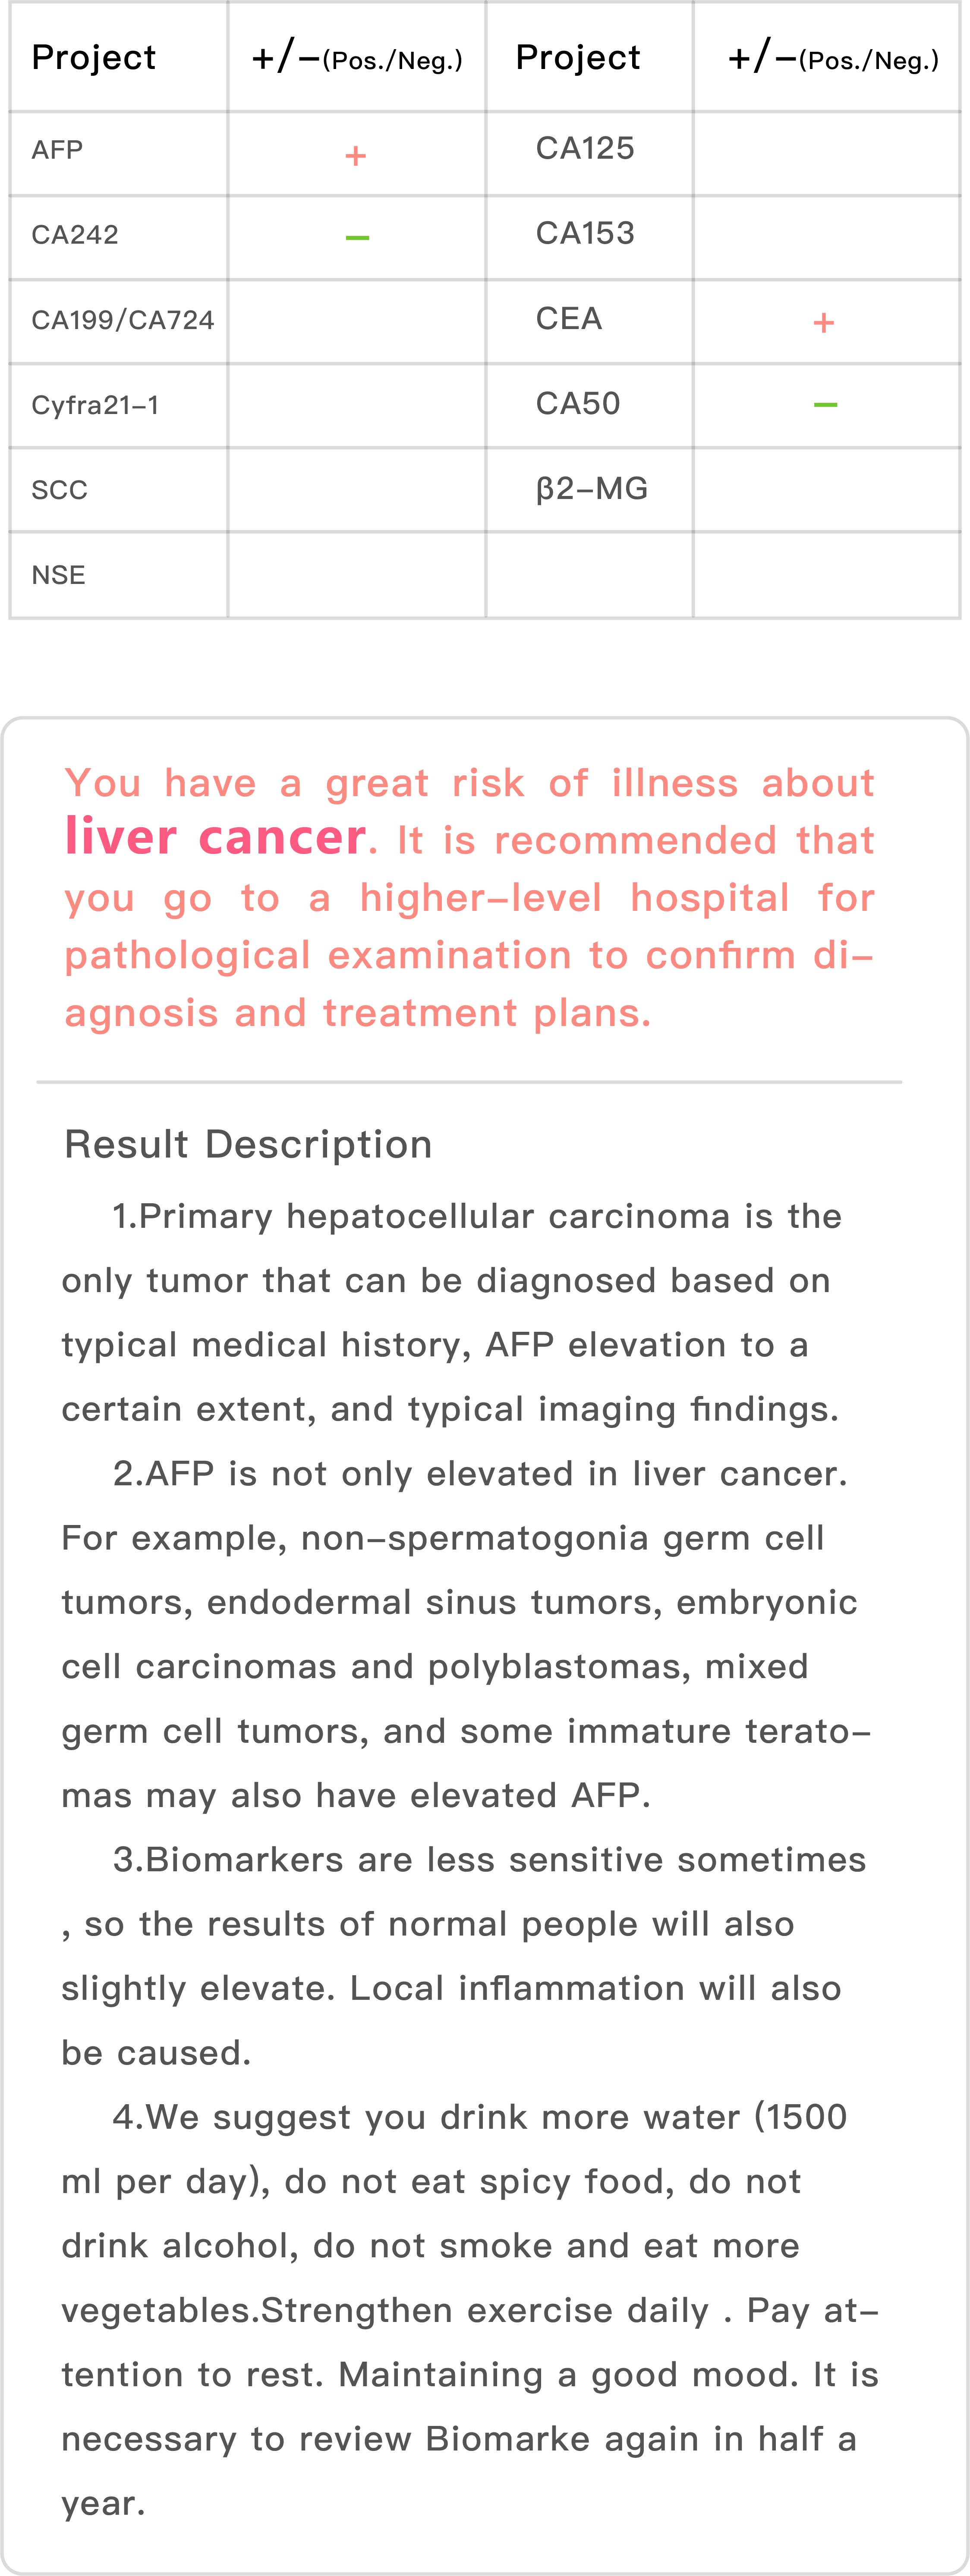 Project +/−(Pos./Neg.) Project +/−(Pos./Neg.)
AFP + CA125
CA242 − CA153
CA199/CA724 CEA +
Cyfra21−1 CA50 −
SCC β2−MG
NSE
You have a great risk of illness about
liver cancer. It is recommended that
you go to a higher−level hospital for
pathological examination to confirm di−
agnosis and treatment plans.
Result Description
1.Primary hepatocellular carcinoma is the
only tumor that can be diagnosed based on
typical medical history, AFP elevation to a
certain extent, and typical imaging findings.
2.AFP is not only elevated in liver cancer.
For example, non−spermatogonia germ cell
tumors, endodermal sinus tumors, embryonic
cell carcinomas and polyblastomas, mixed
germ cell tumors, and some immature terato−
mas may also have elevated AFP.
3.Biomarkers are less sensitive sometimes
, so the results of normal people will also
slightly elevate. Local inflammation will also
be caused.
4.We suggest you drink more water (1500
ml per day), do not eat spicy food, do not
drink alcohol, do not smoke and eat more
vegetables.Strengthen exercise daily . Pay at−
tention to rest. Maintaining a good mood. It is
necessary to review Biomarke again in half a
year.